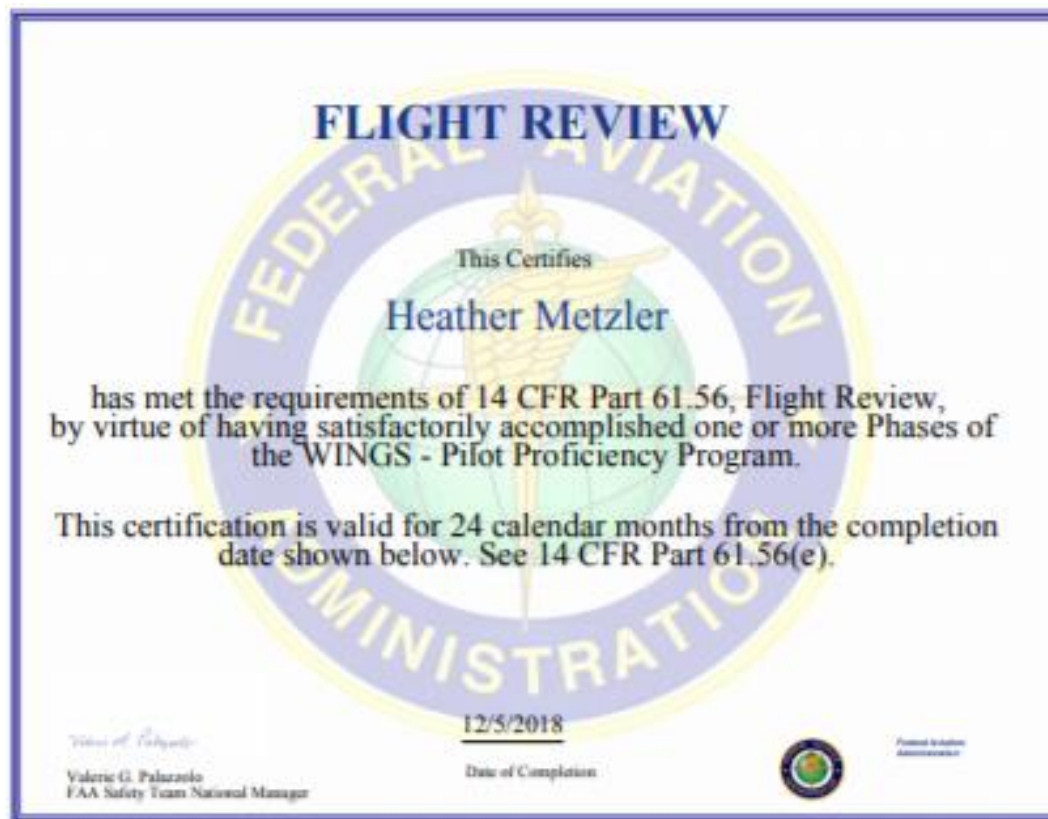 FLIGHT REVIEW
FEDERAL AVIATION
ADMINISTRATION
This Certifies
Heather Metzler
has met the requirements of 14 CFR Part 61.56, Flight Review,
by virtue of having satisfactorily accomplished one or more Phases of
the WINGS - Pilot Proficiency Program.
This certification is valid for 24 calendar months from the completion
date shown below. See 14 CFR Part 61.56(e).
12/5/2018
Date of Completion
Valerie G. Palazzolo
FAA Safety Team National Manager
Federal Aviation
Administration